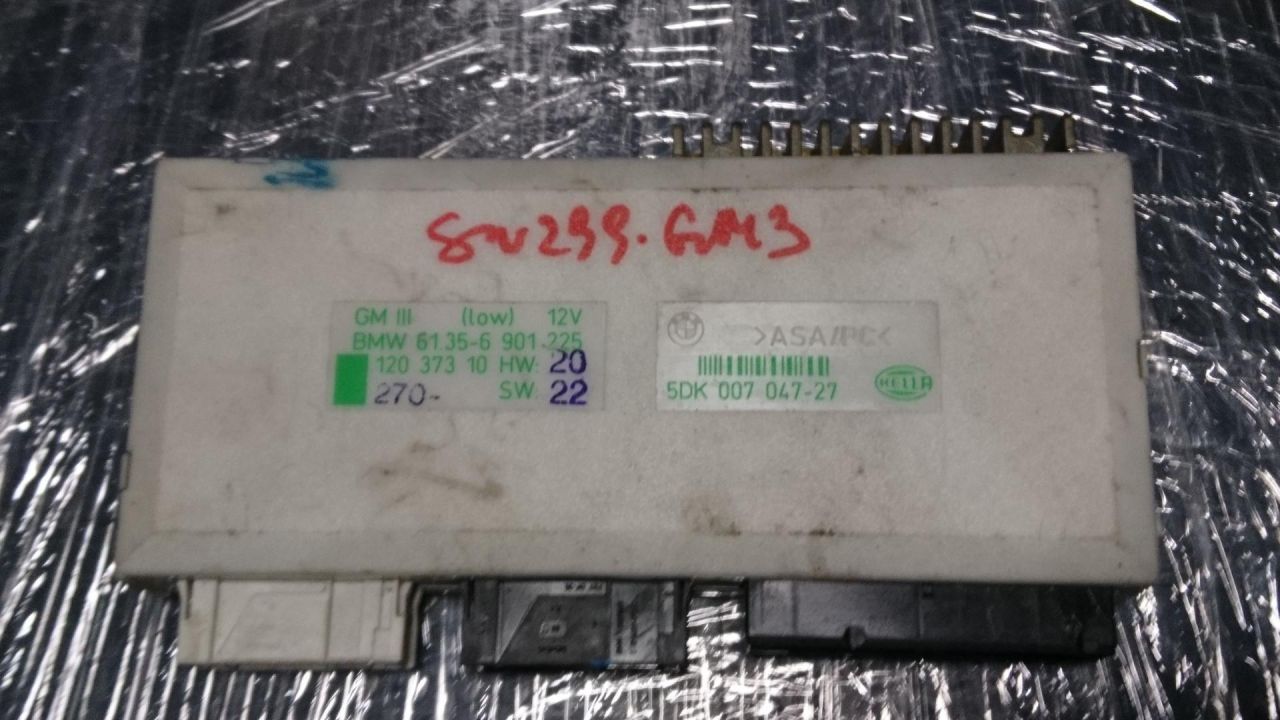 SN299.GM3
GM III (low) 12V
BMW 61.35-6 901.225
120 373 10 HW: 20
270- SW: 22
>ASA/PC<
5DK 007 047-27
HELLA